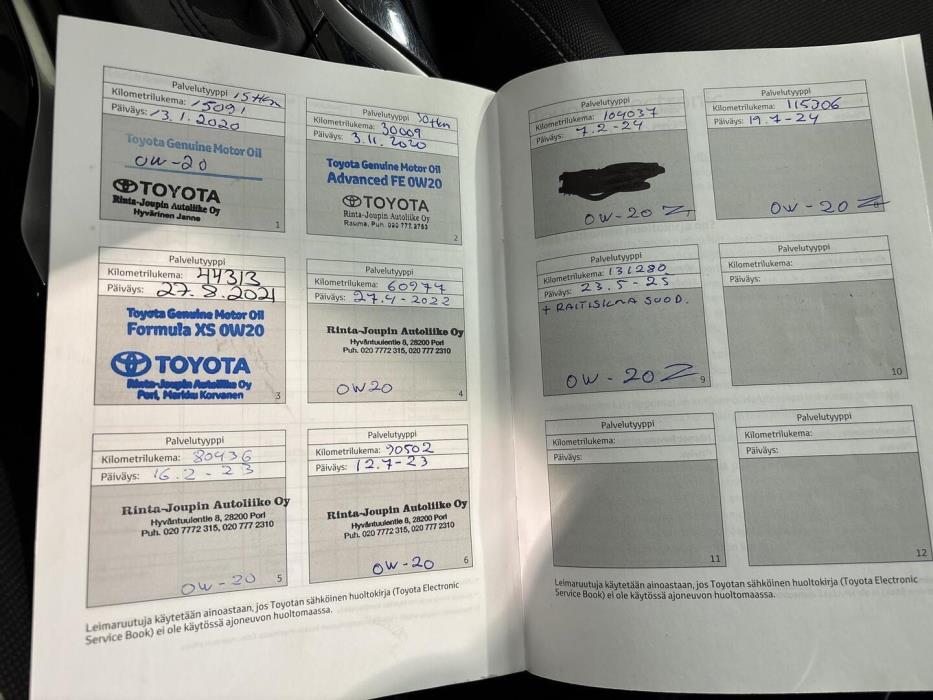 Palvelutyyppi 15tkm
Kilometrilukema: 15091
Päiväys: 13.1.2020
Toyota Genuine Motor Oil
0W-20
TOYOTA
Rinta-Joupin Autoliike Oy
Hyvärinen Janne
1
Palvelutyyppi 30tkm
Kilometrilukema: 30009
Päiväys: 3.11.2020
Toyota Genuine Motor Oil
Advanced FE 0W20
TOYOTA
Rinta-Joupin Autoliike Oy
Rauma, Puh. 020 777 2763
2
Palvelutyyppi
Kilometrilukema: 44313
Päiväys: 27.8.2021
Toyota Genuine Motor Oil
Formula XS 0W20
TOYOTA
Rinta-Joupin Autoliike Oy
Pori, Markku Korvanen
3
Palvelutyyppi
Kilometrilukema: 60977
Päiväys: 27.4-2022
Rinta-Joupin Autoliike Oy
Hyväntuulentie 8, 28200 Pori
Puh. 020 7772 315, 020 777 2310
0W20
4
Palvelutyyppi
Kilometrilukema: 80436
Päiväys: 16.2-23
Rinta-Joupin Autoliike Oy
Hyväntuulentie 8, 28200 Pori
Puh. 020 7772 315, 020 777 2310
0W-20
5
Palvelutyyppi
Kilometrilukema: 90502
Päiväys: 12.7-23
Rinta-Joupin Autoliike Oy
Hyväntuulentie 8, 28200 Pori
Puh. 020 7772 315, 020 777 2310
0W-20
6
Leimaruutuja käytetään ainoastaan, jos Toyotan sähköinen huoltokirja (Toyota Electronic
Service Book) ei ole käytössä ajoneuvon huoltomaassa.
Palvelutyyppi
Kilometrilukema: 104037
Päiväys: 7.2-24
0W-20
Palvelutyyppi
Kilometrilukema: 115306
Päiväys: 19.7-24
0W-20
8
Palvelutyyppi
Kilometrilukema: 131280
Päiväys: 23.5-25
+ RAITISILMA SUOD.
0W-20
9
Palvelutyyppi
Kilometrilukema:
Päiväys:
10
Palvelutyyppi
Kilometrilukema:
Päiväys:
11
Palvelutyyppi
Kilometrilukema:
Päiväys:
12
Leimaruutuja käytetään ainoastaan, jos Toyotan sähköinen huoltokirja (Toyota Electronic
Service Book) ei ole käytössä ajoneuvon huoltomaassa.